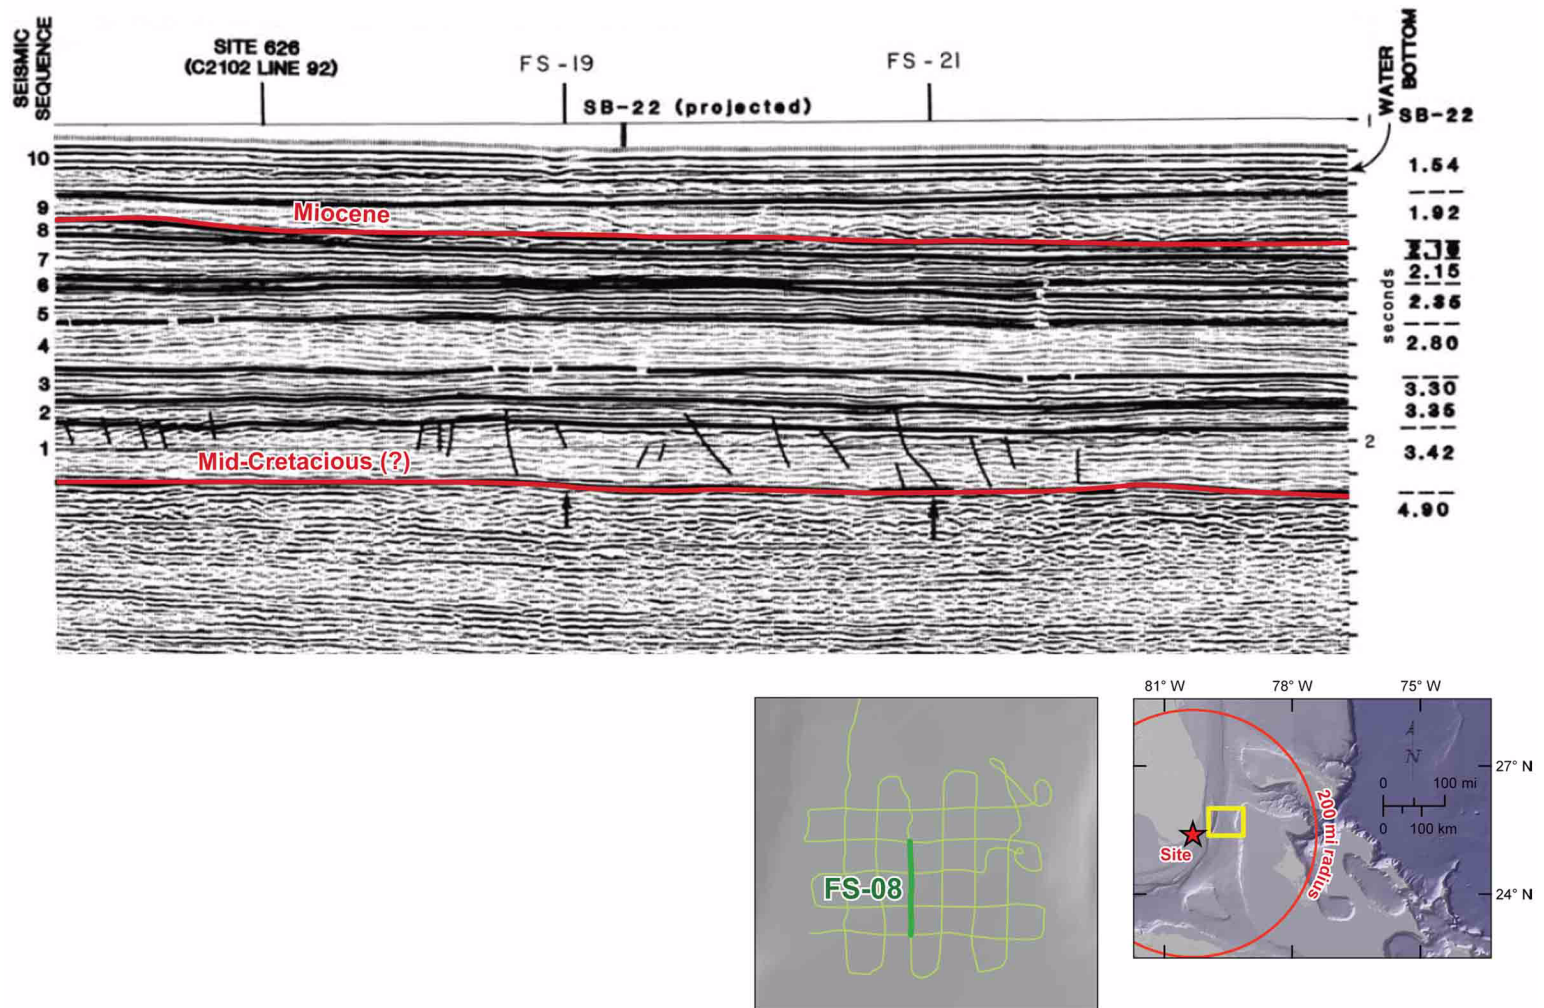 SEISMIC
SEQUENCE
SITE 626
(C2102 LINE 92)
FS-19
FS-21
SB-22 (projected)
WATER
BOTTOM
SB-22
1
10
9
8
7
6
5
4
3
2
1
Miocene
Mid-Cretacious (?)
seconds
2
1.54
1.92
2.15
2.35
2.80
3.30
3.35
3.42
4.90
FS-08
81° W
78° W
75° W
27° N
24° N
N
0
100 mi
0
100 km
200 mi radius
Site